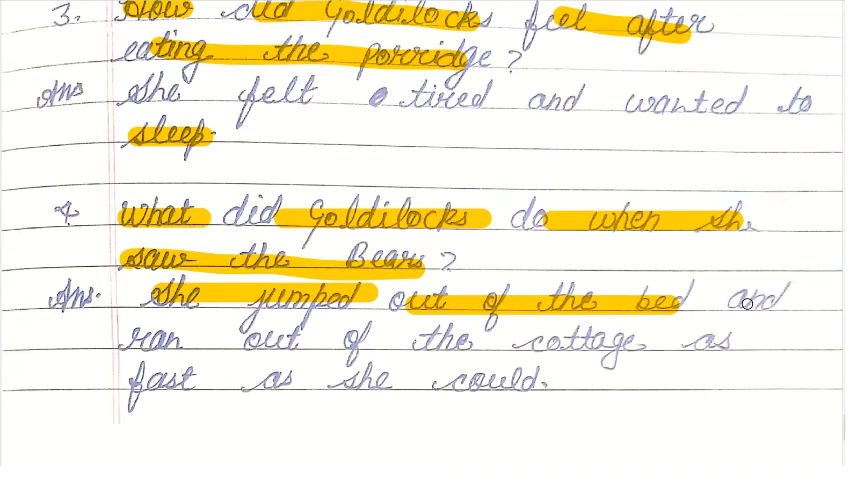 3. How did Goldilocks feel after
eating the porridge?
Ans She felt tired and wanted to
sleep.
4. What did Goldilocks do when she
saw the Bears?
Ans. She jumped out of the bed and
ran out of the cottage as
fast as she could.